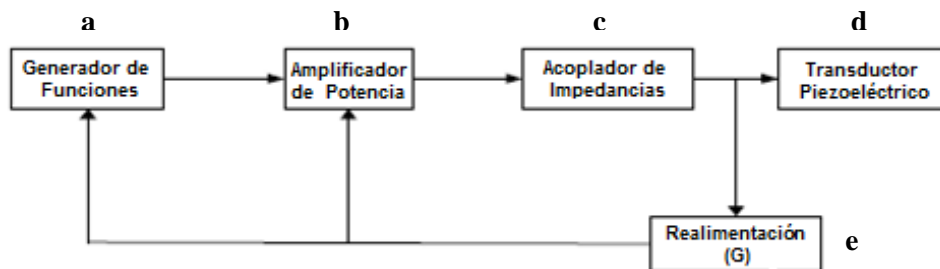 a
b
c
d
Generador de
Funciones
Amplificador
de Potencia
Acoplador de
Impedancias
Transductor
Piezoeléctrico
Realimentación
(G)
e